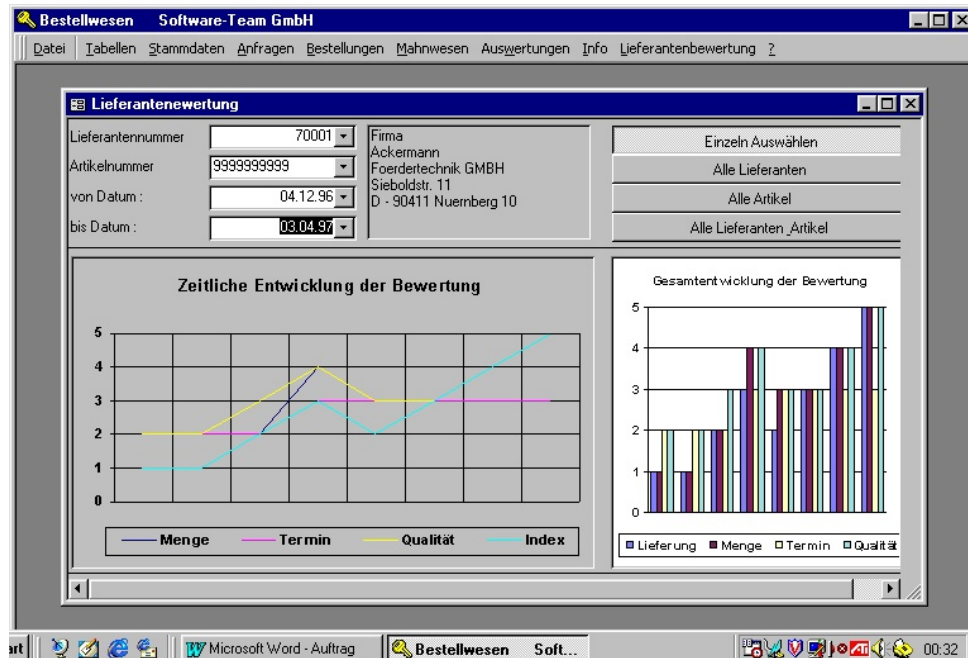 Bestellwesen Software-Team GmbH
Datei Tabellen Stammdaten Anfragen Bestellungen Mahnwesen Auswertungen Info Lieferantenbewertung ?
Lieferantenewertung
Lieferantennummer 70001
Artikelnummer 9999999999
von Datum : 04.12.96
bis Datum : 03.04.97
Firma
Ackermann
Foerdertechnik GMBH
Sieboldstr. 11
D - 90411 Nuernberg 10
Einzeln Auswählen
Alle Lieferanten
Alle Artikel
Alle Lieferanten _Artikel
Zeitliche Entwicklung der Bewertung
5
4
3
2
1
0
Menge Termin Qualität Index
Gesamtentwicklung der Bewertung
5
4
3
2
1
0
Lieferung Menge Termin Qualität
art Microsoft Word - Auftrag Bestellwesen Soft... 00:32